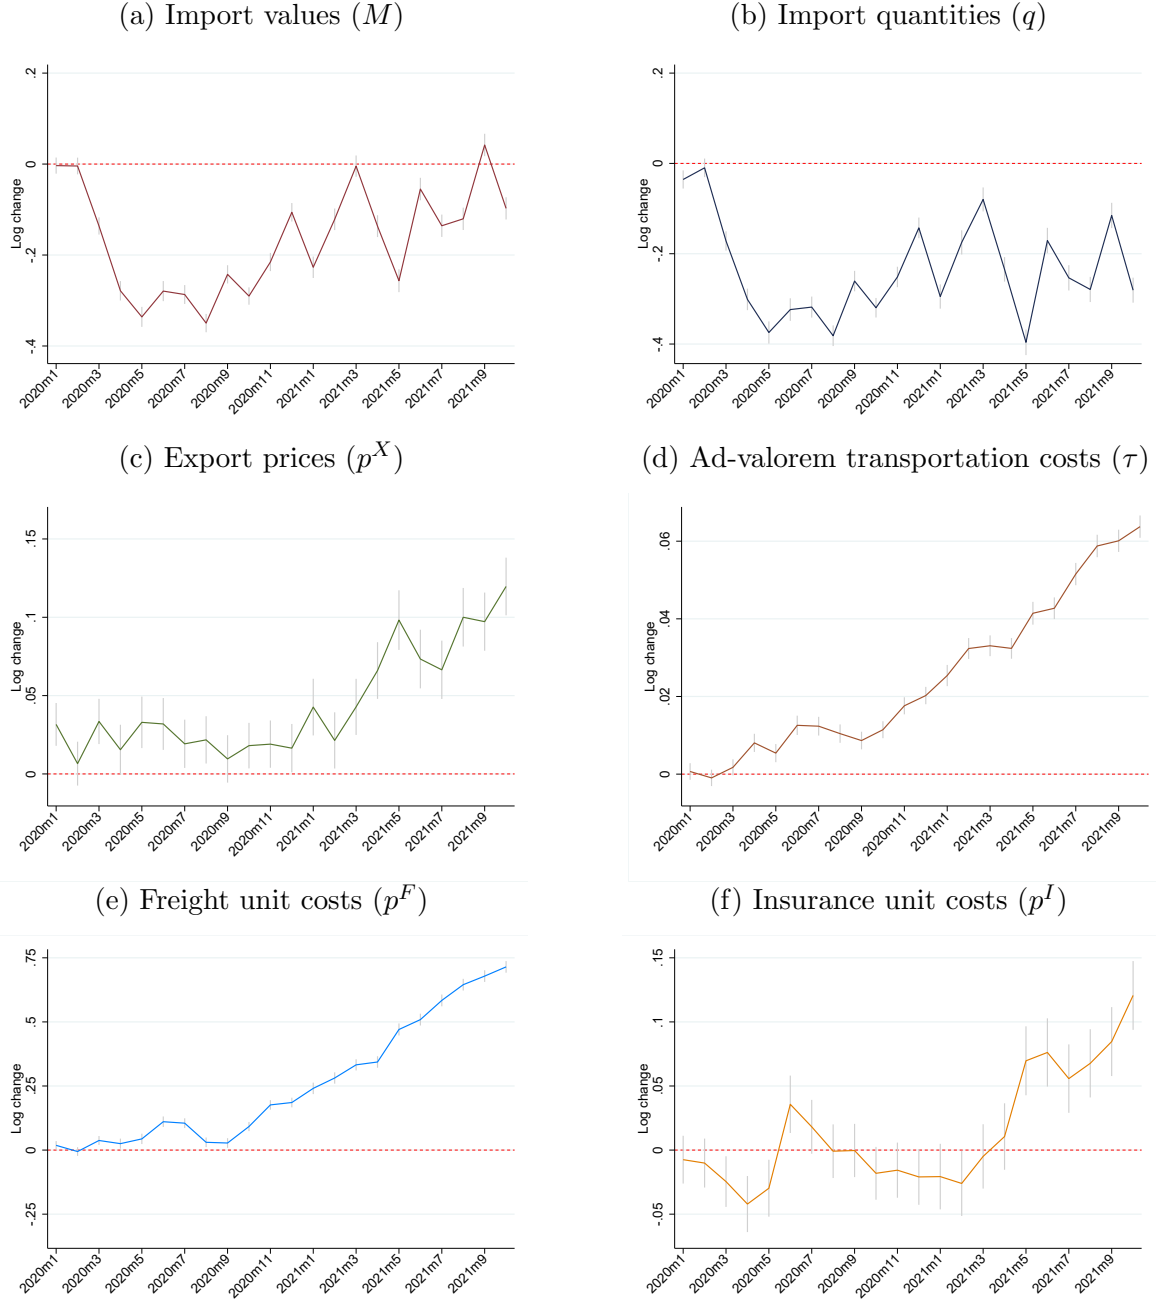 (a) Import values (M)
.2
0
-.2
-.4
Log change
2020m1
2020m3
2020m5
2020m7
2020m9
2020m11
2021m1
2021m3
2021m5
2021m7
2021m9
(b) Import quantities (q)
.2
0
-.2
-.4
Log change
2020m1
2020m3
2020m5
2020m7
2020m9
2020m11
2021m1
2021m3
2021m5
2021m7
2021m9
(c) Export prices (p^X)
.15
.1
.05
0
Log change
2020m1
2020m3
2020m5
2020m7
2020m9
2020m11
2021m1
2021m3
2021m5
2021m7
2021m9
(d) Ad-valorem transportation costs (τ)
.06
.04
.02
0
Log change
2020m1
2020m3
2020m5
2020m7
2020m9
2020m11
2021m1
2021m3
2021m5
2021m7
2021m9
(e) Freight unit costs (p^F)
.75
.5
.25
0
-.25
Log change
2020m1
2020m3
2020m5
2020m7
2020m9
2020m11
2021m1
2021m3
2021m5
2021m7
2021m9
(f) Insurance unit costs (p^I)
.15
.1
.05
0
-.05
Log change
2020m1
2020m3
2020m5
2020m7
2020m9
2020m11
2021m1
2021m3
2021m5
2021m7
2021m9